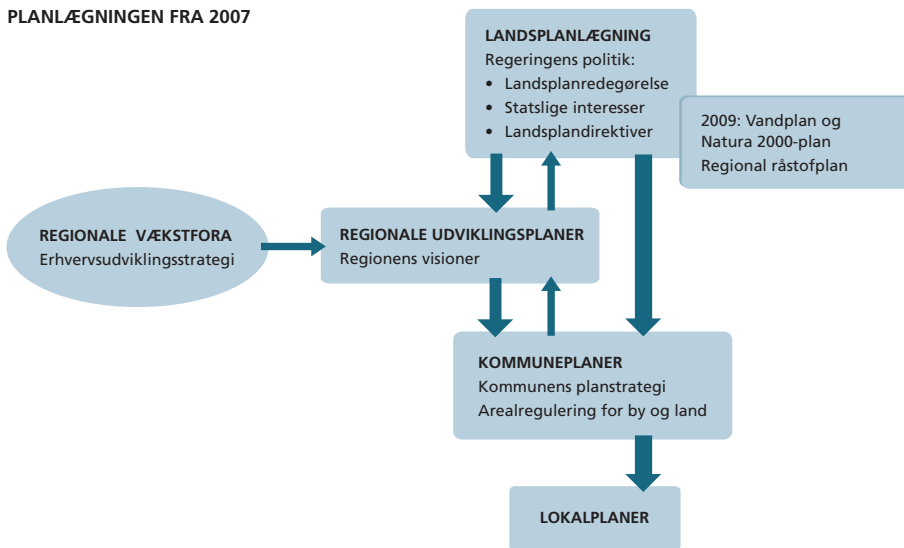 PLANLÆGNINGEN FRA 2007
LANDSPLANLÆGNING
Regeringens politik:
• Landsplanredegørelse
• Statslige interesser
• Landsplandirektiver
2009: Vandplan og
Natura 2000-plan
Regional råstofplan
REGIONALE VÆKSTFORA
Erhvervsudviklingsstrategi
REGIONALE UDVIKLINGSPLANER
Regionens visioner
KOMMUNEPLANER
Kommunens planstrategi
Arealregulering for by og land
LOKALPLANER